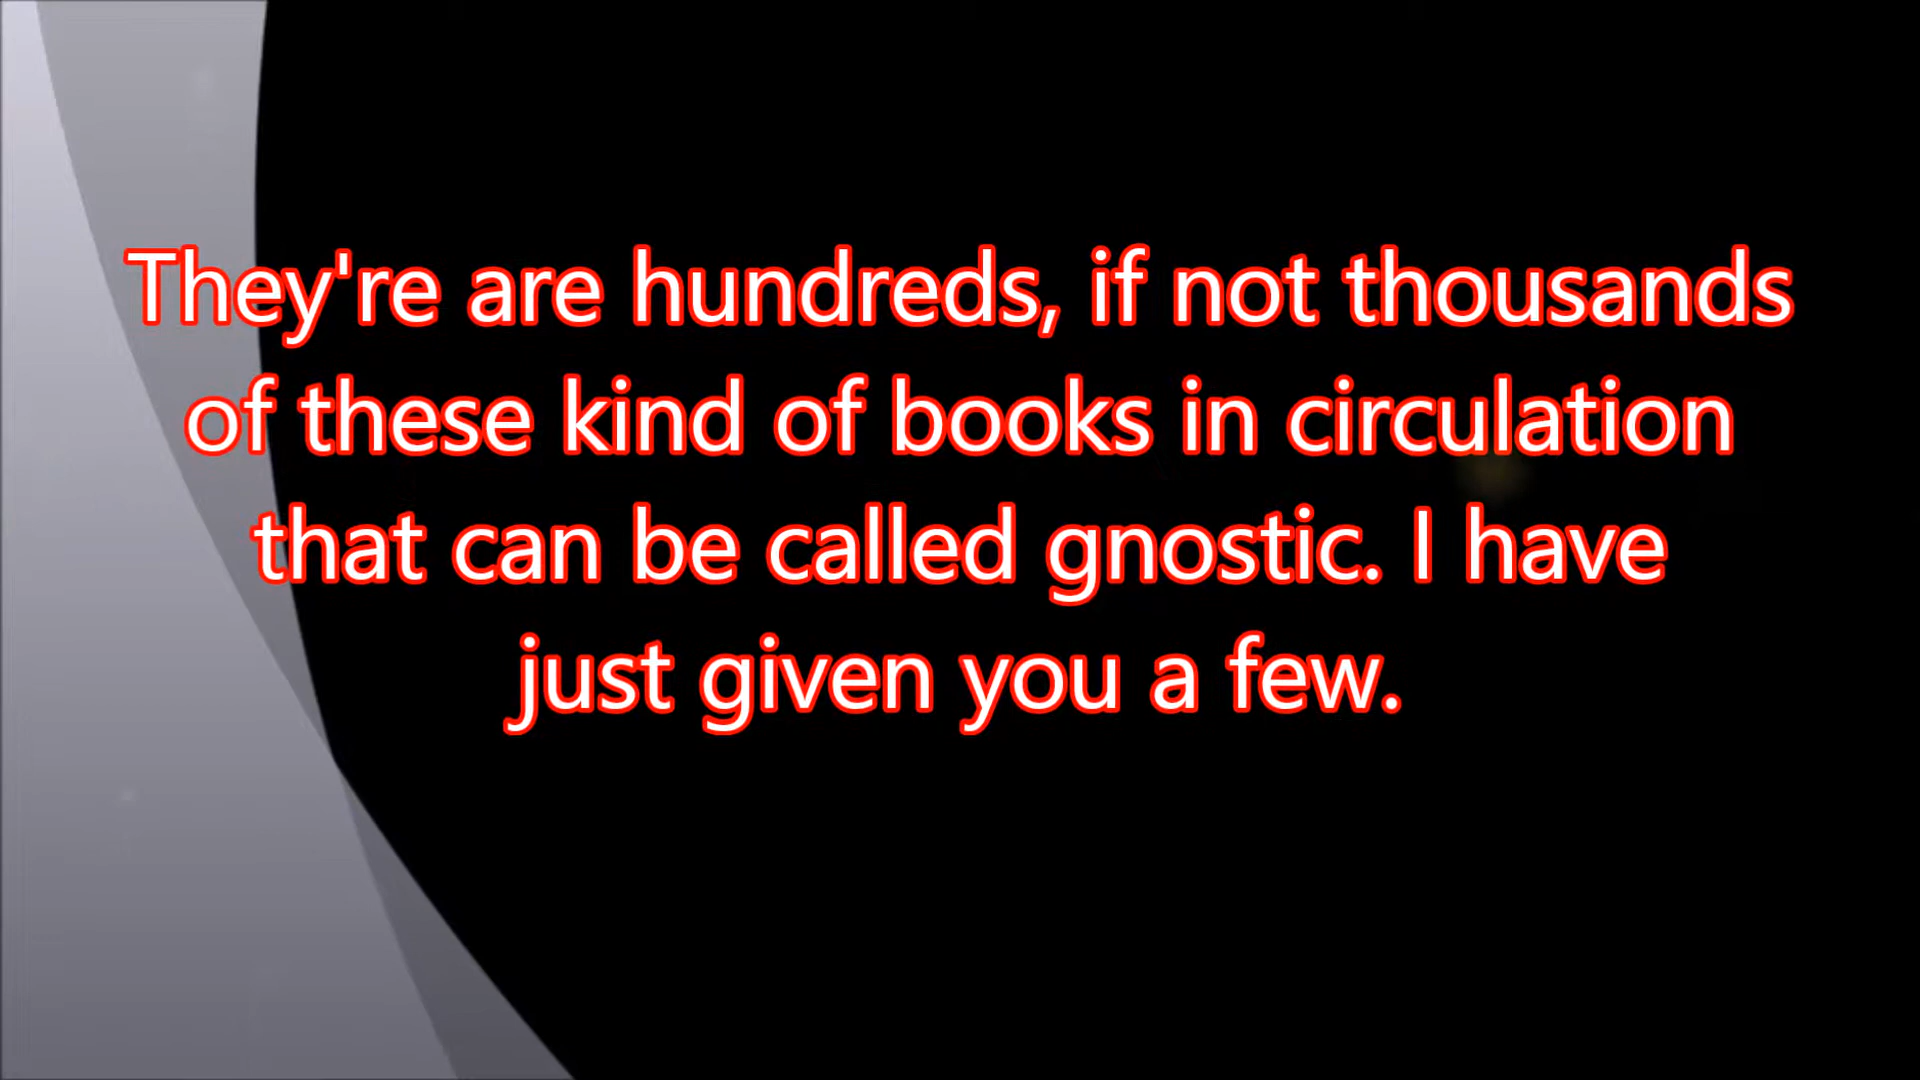 They're are hundreds, if not thousands
of these kind of books in circulation
that can be called gnostic. I have
just given you a few.